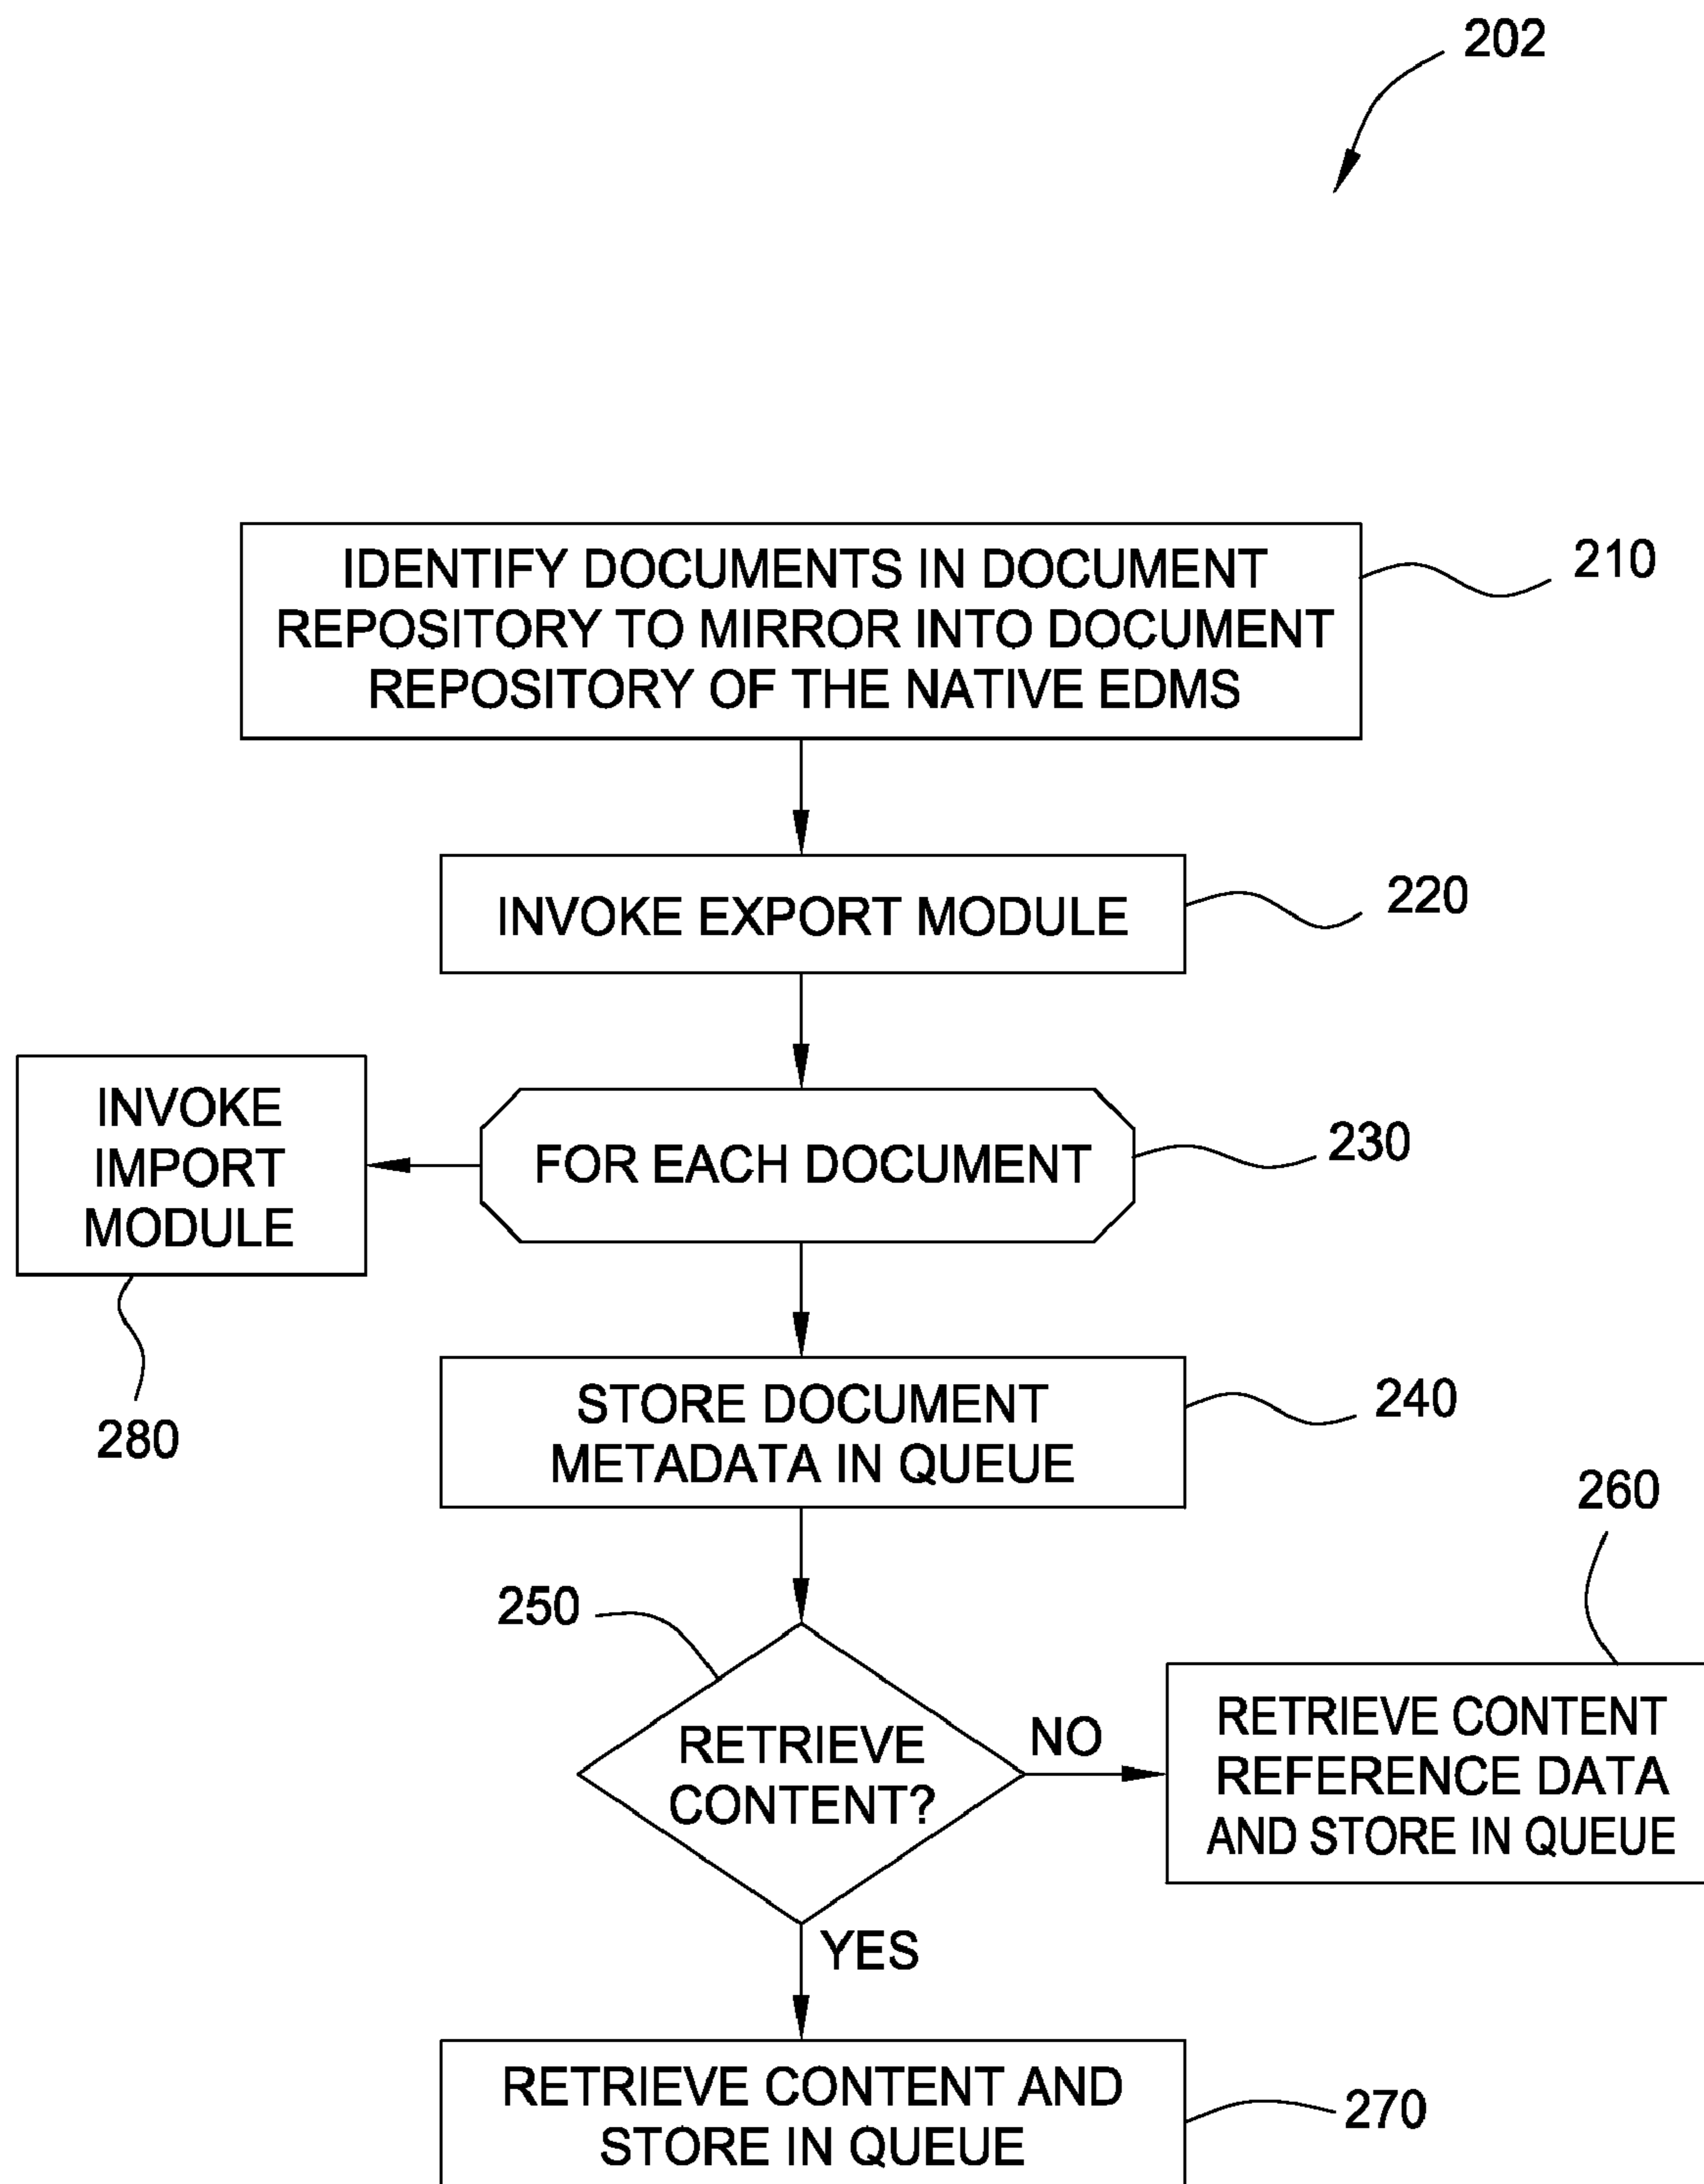 202
IDENTIFY DOCUMENTS IN DOCUMENT
REPOSITORY TO MIRROR INTO DOCUMENT
REPOSITORY OF THE NATIVE EDMS
210
INVOKE EXPORT MODULE
220
INVOKE
IMPORT
MODULE
280
FOR EACH DOCUMENT
230
STORE DOCUMENT
METADATA IN QUEUE
240
250
RETRIEVE
CONTENT?
NO
260
RETRIEVE CONTENT
REFERENCE DATA
AND STORE IN QUEUE
YES
RETRIEVE CONTENT AND
STORE IN QUEUE
270